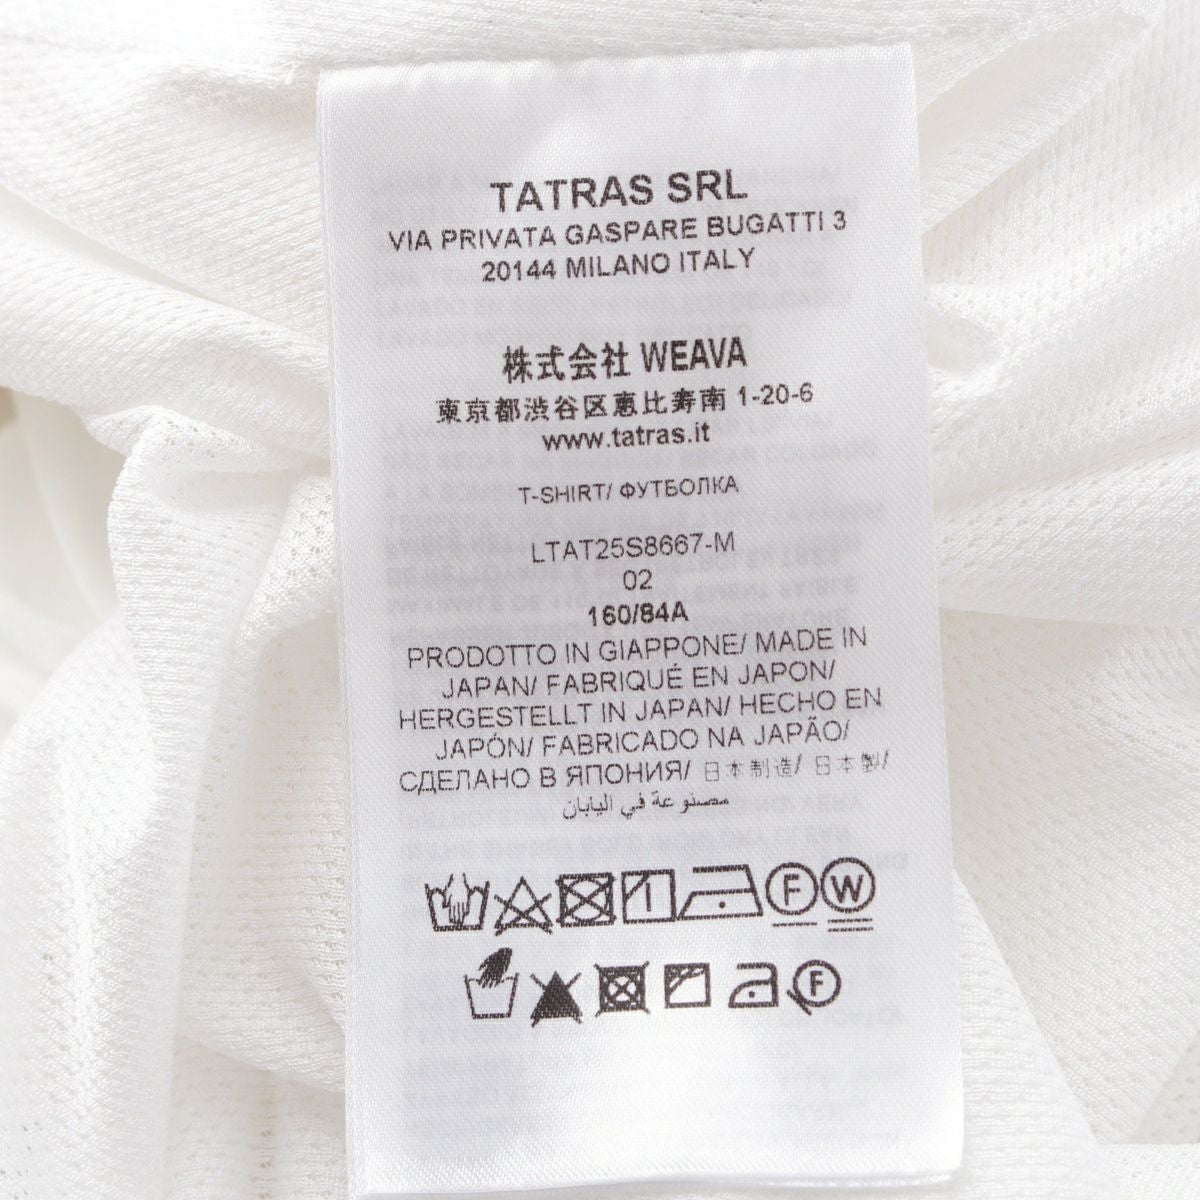 TATRAS SRL
VIA PRIVATA GASPARE BUGATTI 3
20144 MILANO ITALY
株式会社 WEAVA
東京都渋谷区恵比寿南 1-20-6
www.tatras.it
T-SHIRT/ ФУТБОЛКА
LTAT25S8667-M
02
160/84A
PRODOTTO IN GIAPPONE/ MADE IN
JAPAN/ FABRIQUÉ EN JAPON/
HERGESTELLT IN JAPAN/ HECHO EN
JAPÓN/ FABRICADO NA JAPÃO/
СДЕЛАНО В ЯПОНИЯ/ 日本制造/ 日本製/
مصنوعة في اليابان
F W
F